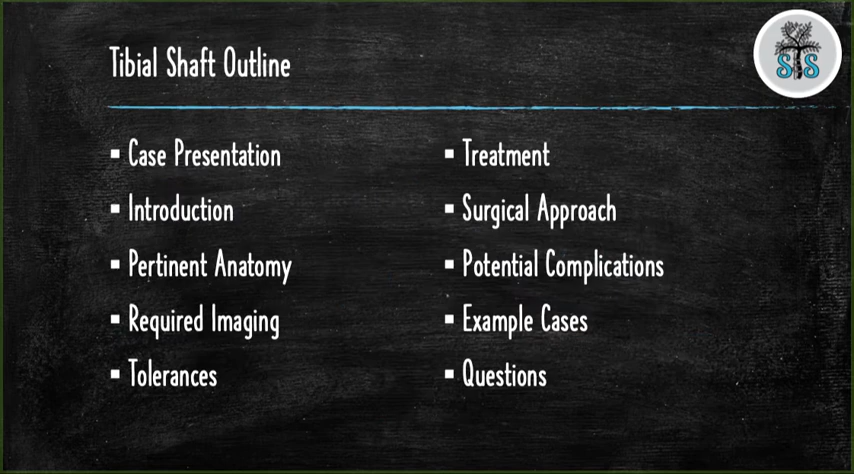 Tibial Shaft Outline
STS
▪ Case Presentation
▪ Introduction
▪ Pertinent Anatomy
▪ Required Imaging
▪ Tolerances
▪ Treatment
▪ Surgical Approach
▪ Potential Complications
▪ Example Cases
▪ Questions